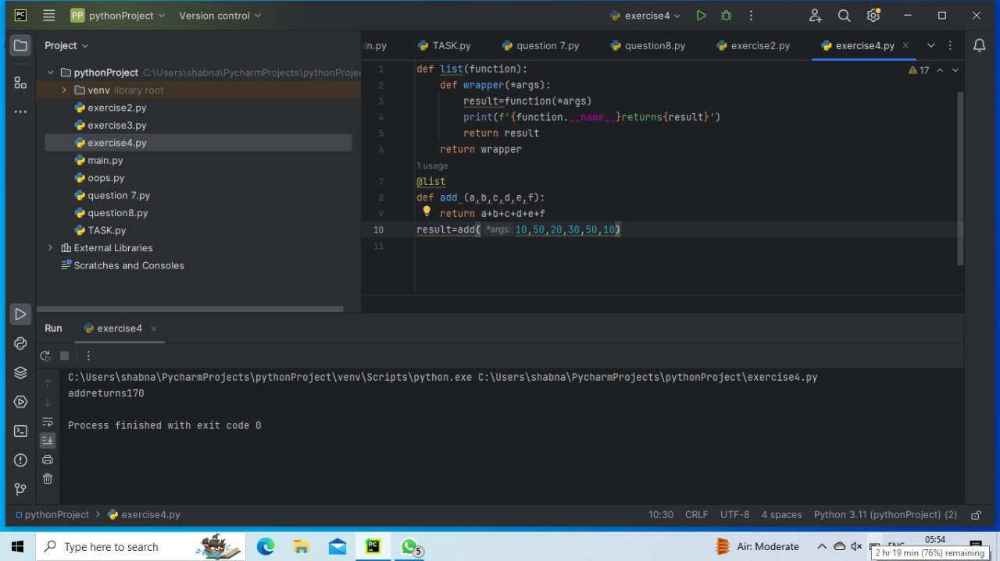 PC
PP pythonProject Version control exercise4
Project
pythonProject C:\Users\shabna\PycharmProjects\pythonProjec
venv library root
exercise2.py
exercise3.py
exercise4.py
main.py
oops.py
question 7.py
question8.py
TASK.py
External Libraries
Scratches and Consoles
in.py TASK.py question 7.py question8.py exercise2.py exercise4.py
17
1 def list(function):
2 def wrapper(*args):
3 result=function(*args)
4 print(f'{function.__name__}returns{result}')
5 return result
6 return wrapper
1 usage
7 @list
8 def add (a,b,c,d,e,f):
9 return a+b+c+d+e+f
10 result=add( *args: 10,50,20,30,50,10)
11
Run exercise4
C:\Users\shabna\PycharmProjects\pythonProject\venv\Scripts\python.exe C:\Users\shabna\PycharmProjects\pythonProject\exercise4.py
addreturns170
Process finished with exit code 0
pythonProject > exercise4.py
10:30 CRLF UTF-8 4 spaces Python 3.11 (pythonProject) (2)
Type here to search
PC
5
Air: Moderate
ENG
05:54
2 hr 19 min (76%) remaining